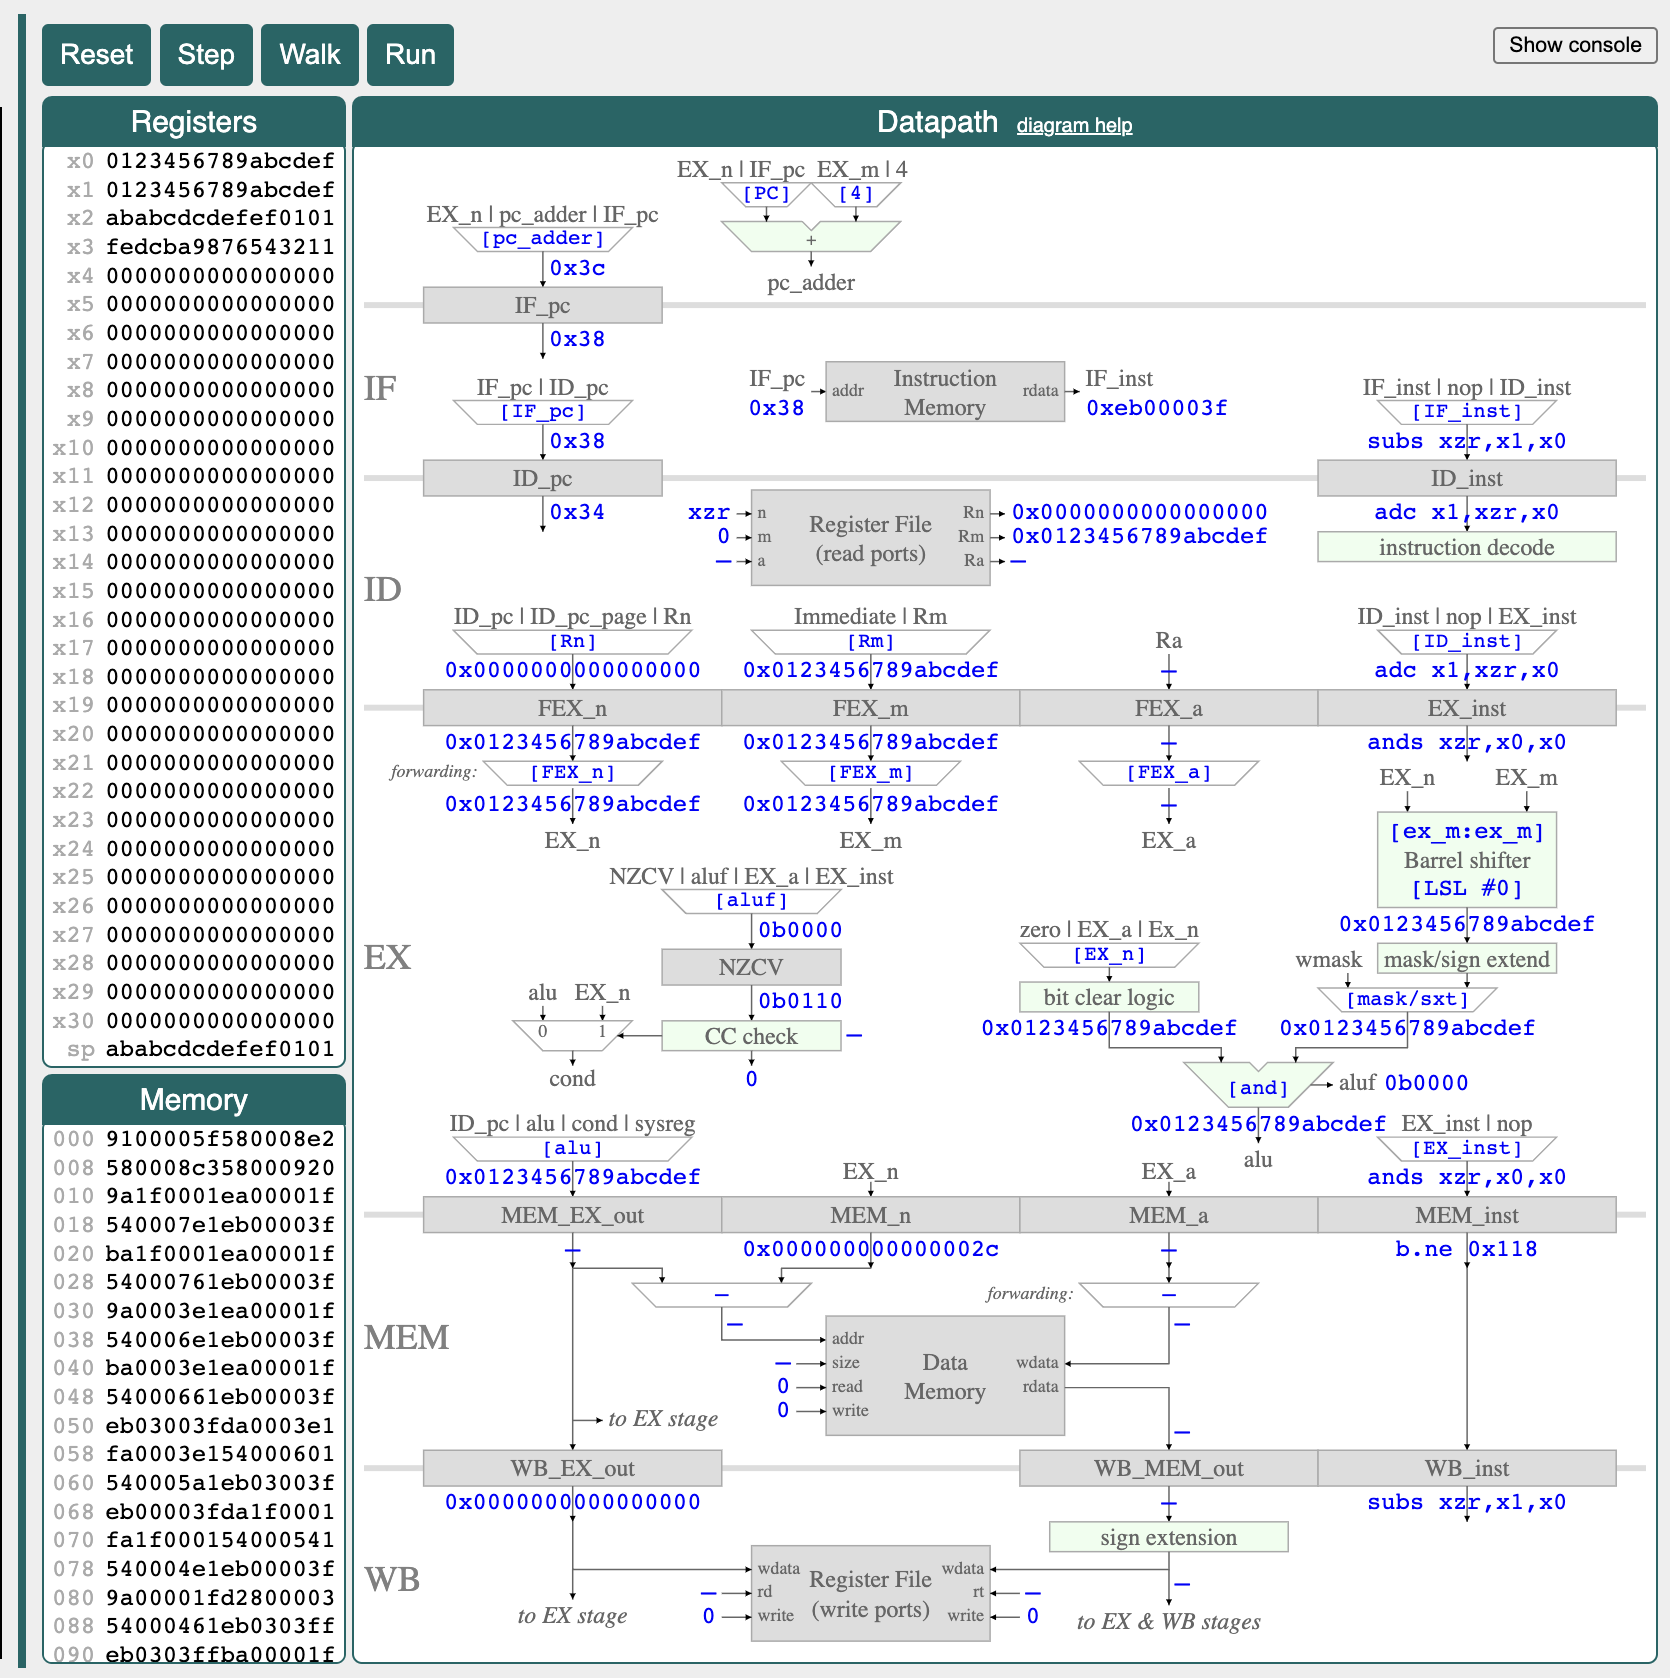 Reset Step Walk Run Show console
Registers
x0 0123456789abcdef
x1 0123456789abcdef
x2 ababcdcdefef0101
x3 fedcba9876543211
x4 0000000000000000
x5 0000000000000000
x6 0000000000000000
x7 0000000000000000
x8 0000000000000000
x9 0000000000000000
x10 0000000000000000
x11 0000000000000000
x12 0000000000000000
x13 0000000000000000
x14 0000000000000000
x15 0000000000000000
x16 0000000000000000
x17 0000000000000000
x18 0000000000000000
x19 0000000000000000
x20 0000000000000000
x21 0000000000000000
x22 0000000000000000
x23 0000000000000000
x24 0000000000000000
x25 0000000000000000
x26 0000000000000000
x27 0000000000000000
x28 0000000000000000
x29 0000000000000000
x30 0000000000000000
sp ababcdcdefef0101
Memory
000 9100005f580008e2
008 580008c358000920
010 9a1f0001ea00001f
018 540007e1eb00003f
020 ba1f0001ea00001f
028 54000761eb00003f
030 9a0003e1ea00001f
038 540006e1eb00003f
040 ba0003e1ea00001f
048 54000661eb00003f
050 eb03003fda0003e1
058 fa0003e154000601
060 540005a1eb03003f
068 eb00003fda1f0001
070 fa1f000154000541
078 540004e1eb00003f
080 9a00001fd2800003
088 54000461eb0303ff
090 eb0303ffba00001f
Datapath diagram help
EX_n | IF_pc EX_m | 4
[PC] [4]
EX_n | pc_adder | IF_pc
[pc_adder]
+
0x3c
pc_adder
IF_pc
0x38
IF
IF_pc | ID_pc
[IF_pc]
0x38
IF_pc
0x38
addr Instruction Memory rdata
IF_inst
0xeb00003f
IF_inst | nop | ID_inst
[IF_inst]
subs xzr,x1,x0
ID_pc
ID_inst
0x34
xzr n Register File Rn 0x0000000000000000
0 m (read ports) Rm 0x0123456789abcdef
– a Ra –
adc x1,xzr,x0
instruction decode
ID
ID_pc | ID_pc_page | Rn Immediate | Rm Ra ID_inst | nop | EX_inst
[Rn] [Rm] [ID_inst]
0x0000000000000000 0x0123456789abcdef – adc x1,xzr,x0
FEX_n FEX_m FEX_a EX_inst
0x0123456789abcdef 0x0123456789abcdef – ands xzr,x0,x0
forwarding: [FEX_n] [FEX_m] [FEX_a]
0x0123456789abcdef 0x0123456789abcdef –
EX_n EX_m EX_a
EX_n EX_m
[ex_m:ex_m]
Barrel shifter
[LSL #0]
0x0123456789abcdef
mask/sign extend
wmask
[mask/sxt]
0x0123456789abcdef
EX
NZCV | aluf | EX_a | EX_inst
[aluf]
0b0000
NZCV
0b0110
CC check –
0
alu EX_n
0 1
cond
zero | EX_a | Ex_n
[EX_n]
bit clear logic
0x0123456789abcdef
[and] aluf 0b0000
0x0123456789abcdef
alu
ID_pc | alu | cond | sysreg EX_n EX_a EX_inst | nop
[alu] [EX_inst]
0x0123456789abcdef ands xzr,x0,x0
MEM_EX_out MEM_n MEM_a MEM_inst
– 0x000000000000002c – b.ne 0x118
– forwarding: –
– –
MEM
addr
– size Data wdata
0 read Memory rdata
0 write
to EX stage –
WB_EX_out WB_MEM_out WB_inst
0x0000000000000000 – subs xzr,x1,x0
sign extension
WB
wdata Register File wdata
– rd (write ports) rt –
0 write write 0
–
to EX stage to EX & WB stages